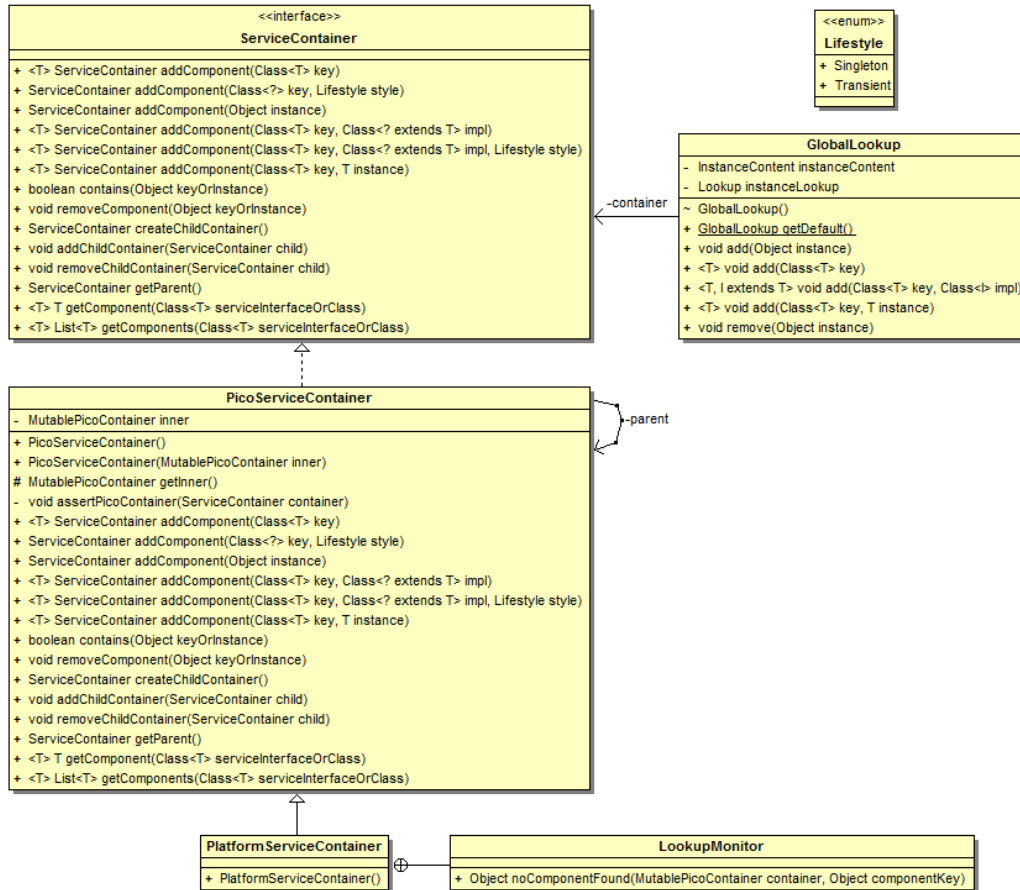 <<interface>>
ServiceContainer
+ <T> ServiceContainer addComponent(Class<T> key)
+ ServiceContainer addComponent(Class<?> key, Lifestyle style)
+ ServiceContainer addComponent(Object instance)
+ <T> ServiceContainer addComponent(Class<T> key, Class<? extends T> impl)
+ <T> ServiceContainer addComponent(Class<T> key, Class<? extends T> impl, Lifestyle style)
+ <T> ServiceContainer addComponent(Class<T> key, T instance)
+ boolean contains(Object keyOrInstance)
+ void removeComponent(Object keyOrInstance)
+ ServiceContainer createChildContainer()
+ void addChildContainer(ServiceContainer child)
+ void removeChildContainer(ServiceContainer child)
+ ServiceContainer getParent()
+ <T> T getComponent(Class<T> serviceInterfaceOrClass)
+ <T> List<T> getComponents(Class<T> serviceInterfaceOrClass)
<<enum>>
Lifestyle
+ Singleton
+ Transient
-container
GlobalLookup
- InstanceContent instanceContent
- Lookup instanceLookup
~ GlobalLookup()
+ GlobalLookup getDefault()
+ void add(Object instance)
+ <T> void add(Class<T> key)
+ <T, I extends T> void add(Class<T> key, Class<I> impl)
+ <T> void add(Class<T> key, T instance)
+ void remove(Object instance)
PicoServiceContainer
- MutablePicoContainer inner
+ PicoServiceContainer()
+ PicoServiceContainer(MutablePicoContainer inner)
# MutablePicoContainer getInner()
- void assertPicoContainer(ServiceContainer container)
+ <T> ServiceContainer addComponent(Class<T> key)
+ ServiceContainer addComponent(Class<?> key, Lifestyle style)
+ ServiceContainer addComponent(Object instance)
+ <T> ServiceContainer addComponent(Class<T> key, Class<? extends T> impl)
+ <T> ServiceContainer addComponent(Class<T> key, Class<? extends T> impl, Lifestyle style)
+ <T> ServiceContainer addComponent(Class<T> key, T instance)
+ boolean contains(Object keyOrInstance)
+ void removeComponent(Object keyOrInstance)
+ ServiceContainer createChildContainer()
+ void addChildContainer(ServiceContainer child)
+ void removeChildContainer(ServiceContainer child)
+ ServiceContainer getParent()
+ <T> T getComponent(Class<T> serviceInterfaceOrClass)
+ <T> List<T> getComponents(Class<T> serviceInterfaceOrClass)
-parent
PlatformServiceContainer
+ PlatformServiceContainer()
LookupMonitor
+ Object noComponentFound(MutablePicoContainer container, Object componentKey)